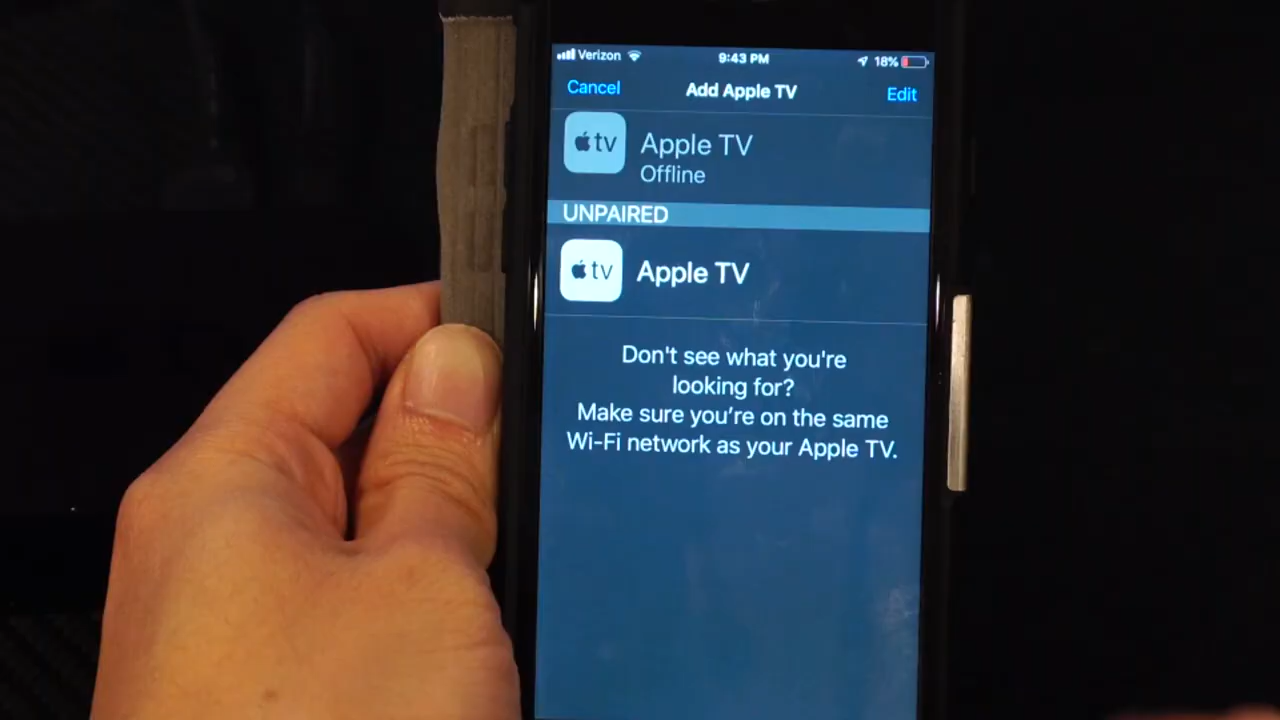 Verizon 9:43 PM 18%
Cancel Add Apple TV Edit
tv Apple TV
Offline
UNPAIRED
tv Apple TV
Don't see what you're
looking for?
Make sure you’re on the same
Wi-Fi network as your Apple TV.